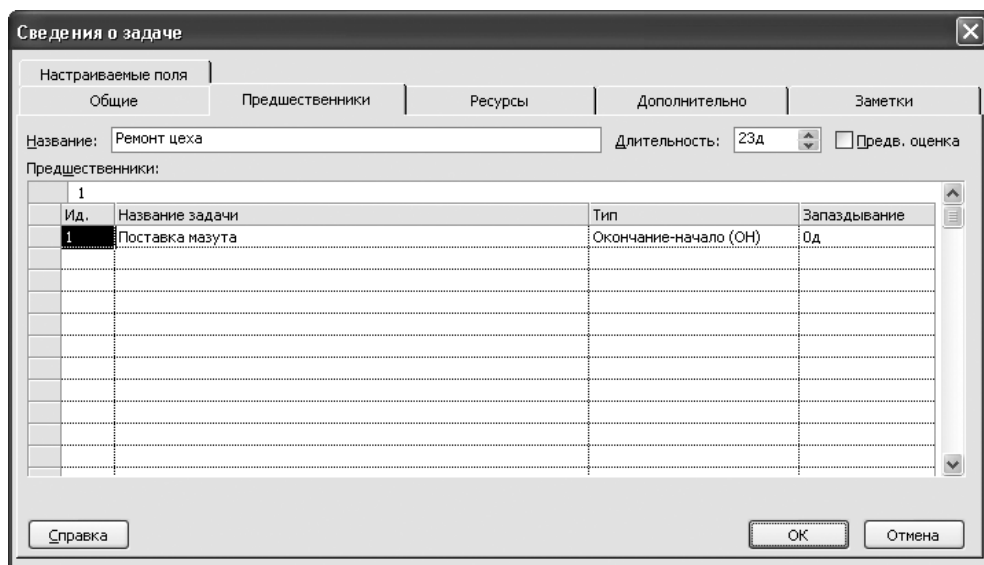 Сведения о задаче
Настраиваемые поля
Общие Предшественники Ресурсы Дополнительно Заметки
Название: Ремонт цеха Длительность: 23д Предв. оценка
Предшественники:
1
Ид. Название задачи Тип Запаздывание
1 Поставка мазута Окончание-начало (ОН) 0д
Справка ОК Отмена